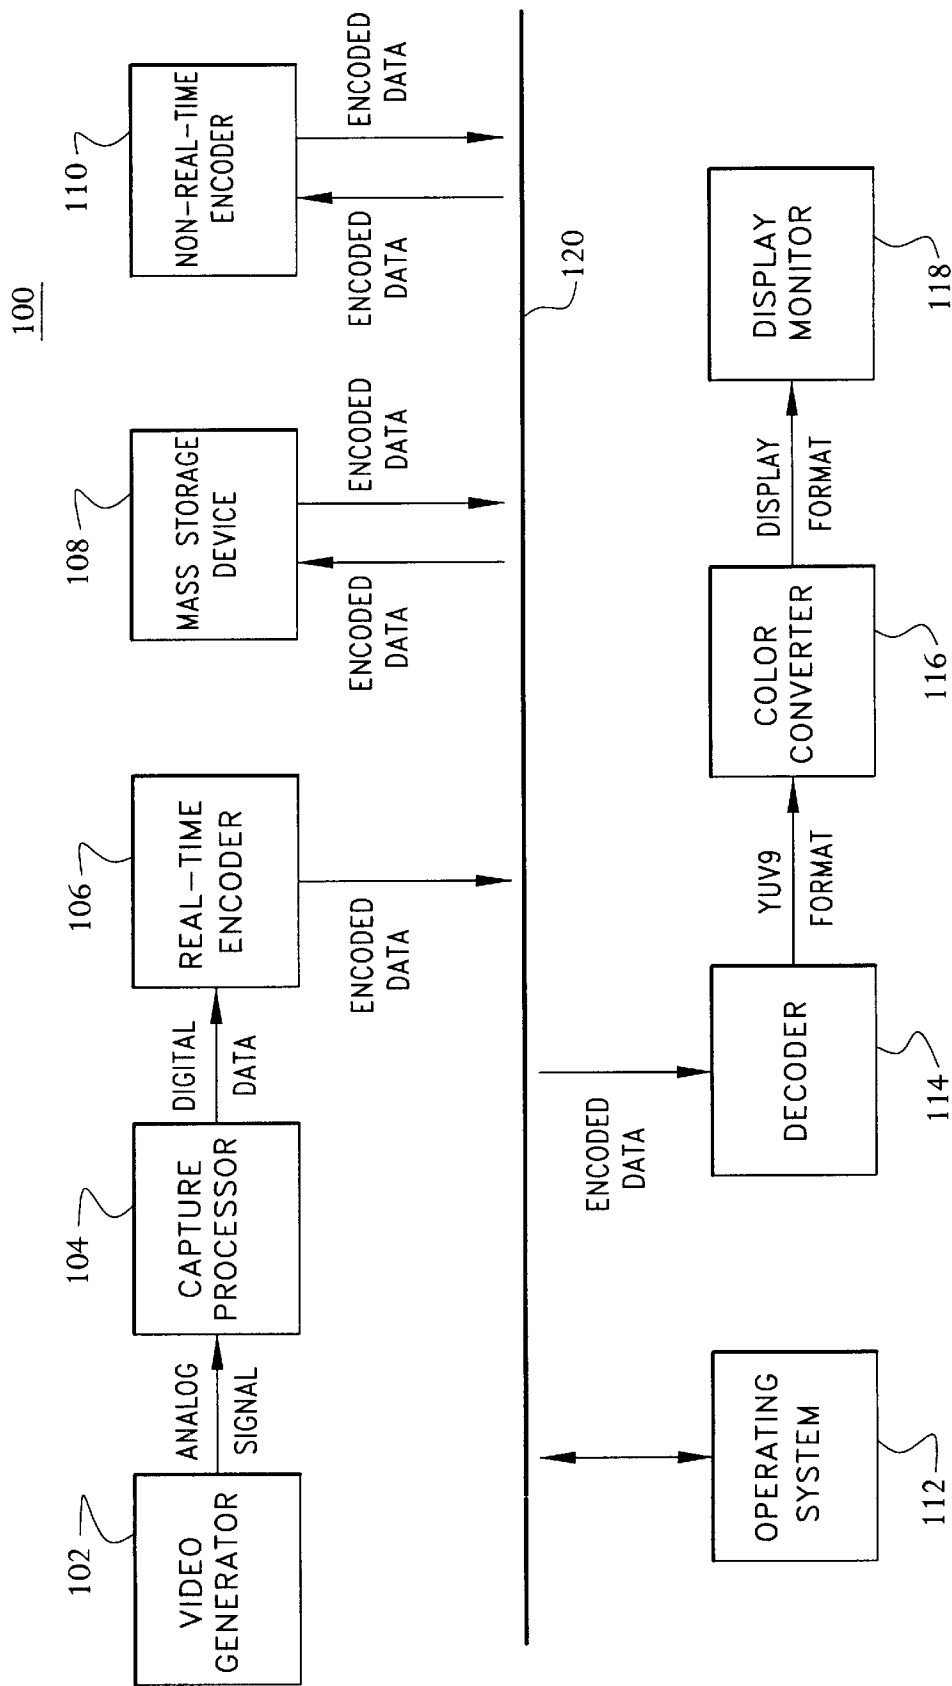 100
102
VIDEO
GENERATOR
ANALOG
SIGNAL
104
CAPTURE
PROCESSOR
DIGITAL
DATA
106
REAL-TIME
ENCODER
ENCODED
DATA
108
MASS STORAGE
DEVICE
ENCODED
DATA
ENCODED
DATA
110
NON-REAL-TIME
ENCODER
ENCODED
DATA
ENCODED
DATA
120
OPERATING
SYSTEM
112
ENCODED
DATA
DECODER
114
YUV9
FORMAT
COLOR
CONVERTER
116
DISPLAY
FORMAT
DISPLAY
MONITOR
118